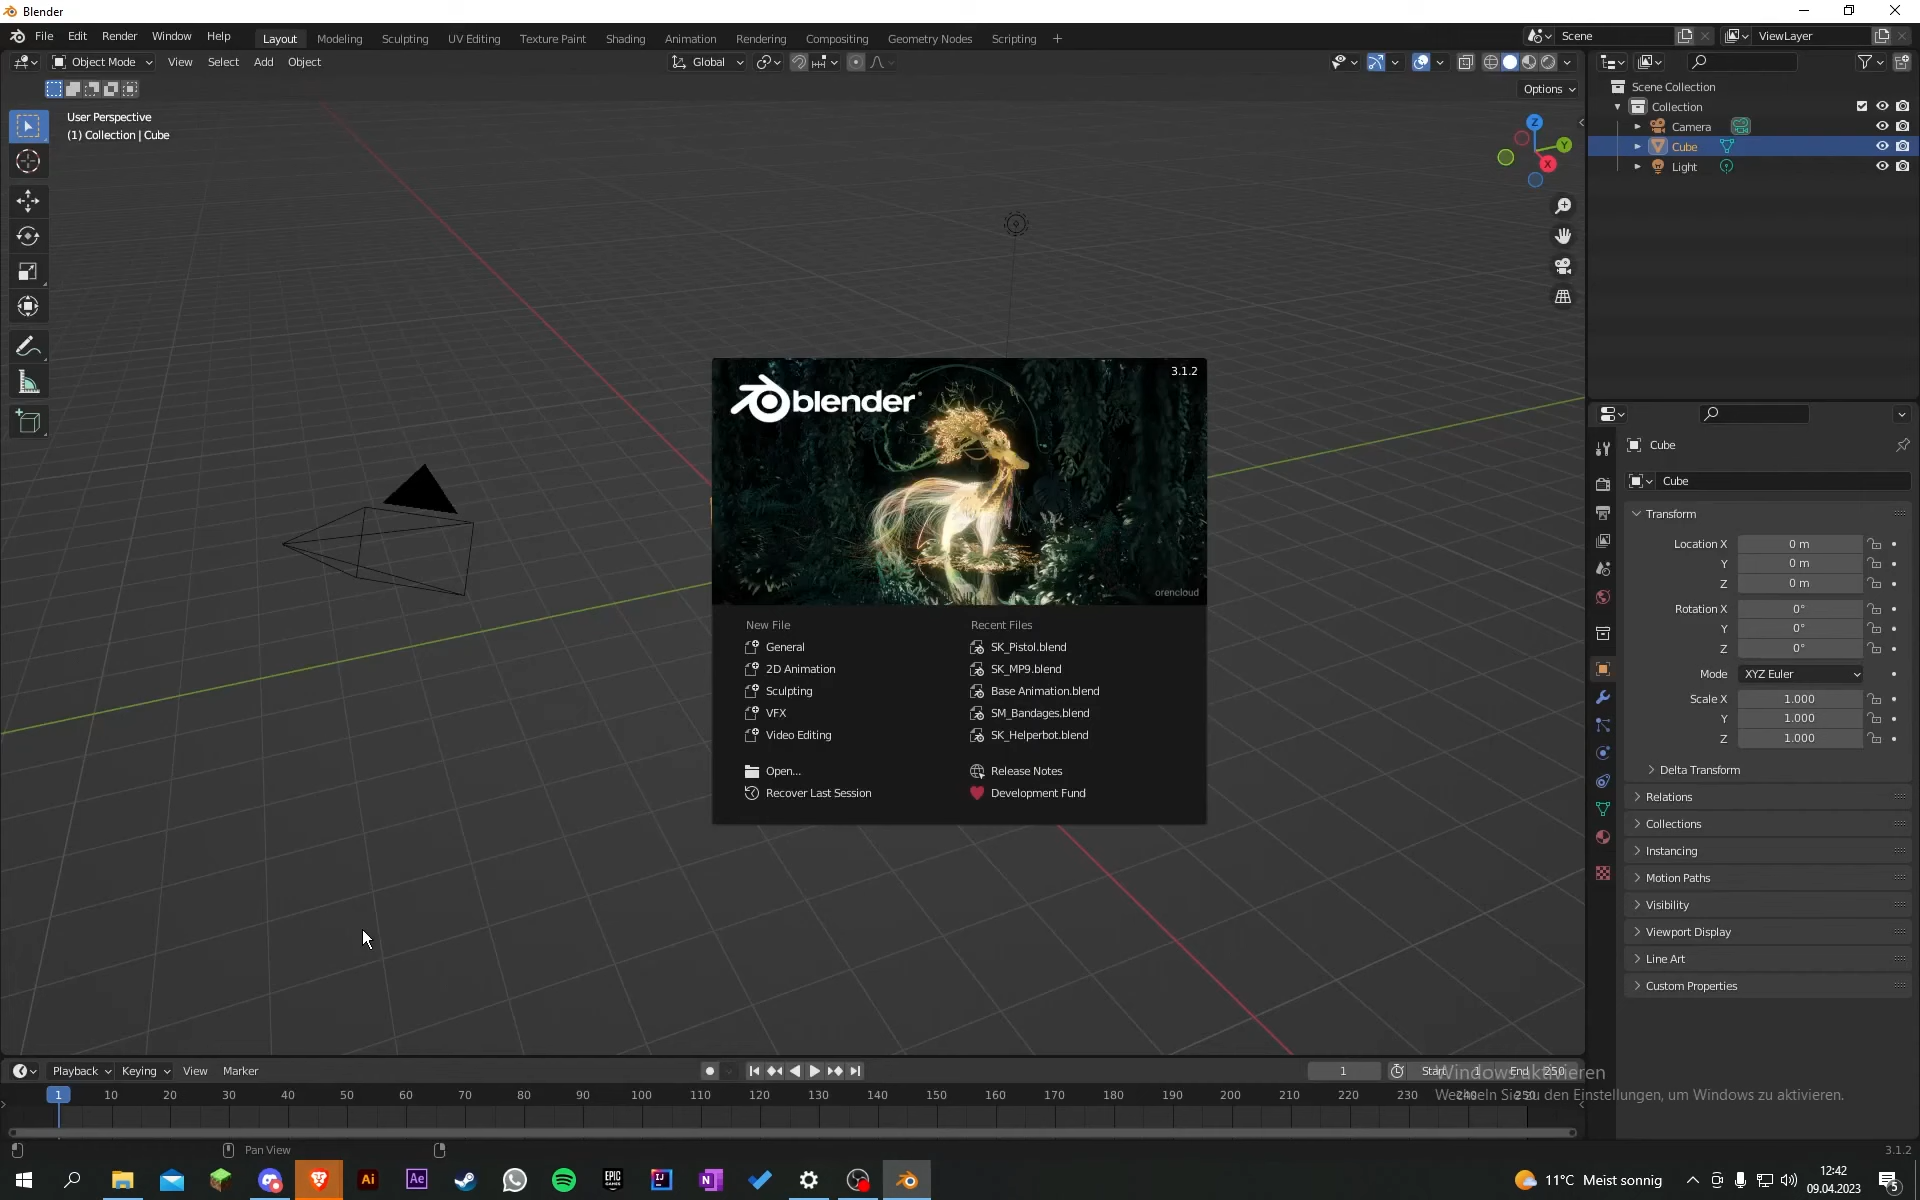 Blender
File Edit Render Window Help
Layout Modeling Sculpting UV Editing Texture Paint Shading Animation Rendering Compositing Geometry Nodes Scripting +
Scene
ViewLayer
Object Mode View Select Add Object
Global
Options
User Perspective
(1) Collection | Cube
Z
Y
X
Scene Collection
Collection
Camera
Cube
Light
blender
3.1.2
orencloud
New File
General
2D Animation
Sculpting
VFX
Video Editing
Open...
Recover Last Session
Recent Files
SK_Pistol.blend
SK_MP9.blend
Base Animation.blend
SM_Bandages.blend
SK_Helperbot.blend
Release Notes
Development Fund
Cube
Cube
Transform
Location X 0 m
Y 0 m
Z 0 m
Rotation X 0°
Y 0°
Z 0°
Mode XYZ Euler
Scale X 1.000
Y 1.000
Z 1.000
Delta Transform
Relations
Collections
Instancing
Motion Paths
Visibility
Viewport Display
Line Art
Custom Properties
Playback Keying View Marker
1 Start 1 End 250
1 10 20 30 40 50 60 70 80 90 100 110 120 130 140 150 160 170 180 190 200 210 220 230 240 250
Windows aktivieren
Wechseln Sie zu den Einstellungen, um Windows zu aktivieren.
Pan View
3.1.2
Ai
Ae
EPIC GAMES
IJ
N
11°C Meist sonnig
12:42
09.04.2023
5